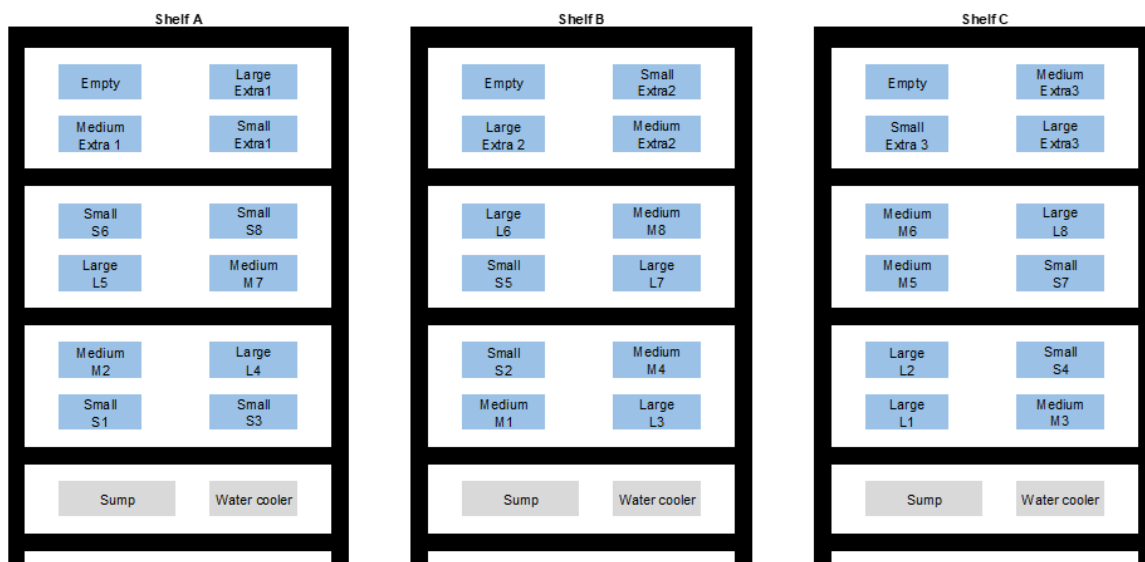 Shelf A
Shelf B
Shelf C
Empty
Large
Extra1
Medium
Extra 1
Small
Extra1
Empty
Small
Extra2
Large
Extra 2
Medium
Extra2
Empty
Medium
Extra3
Small
Extra 3
Large
Extra3
Small
S6
Small
S8
Large
L5
Medium
M7
Large
L6
Medium
M8
Small
S5
Large
L7
Medium
M6
Large
L8
Medium
M5
Small
S7
Medium
M2
Large
L4
Small
S1
Small
S3
Small
S2
Medium
M4
Medium
M1
Large
L3
Large
L2
Small
S4
Large
L1
Medium
M3
Sump
Water cooler
Sump
Water cooler
Sump
Water cooler